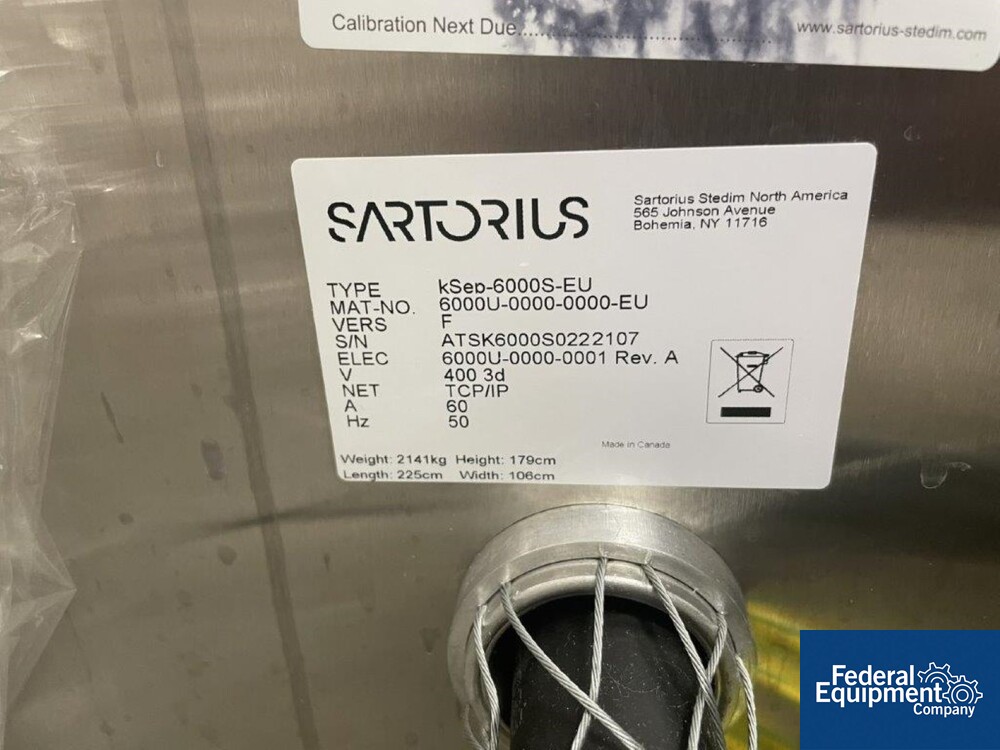 Calibration Next Due.......... www.sartorius-stedim.com
SARTORIUS
Sartorius Stedim North America
565 Johnson Avenue
Bohemia, NY 11716
TYPE kSep-6000S-EU
MAT-NO. 6000U-0000-0000-EU
VERS F
S/N ATSK6000S0222107
ELEC 6000U-0000-0001 Rev. A
V 400 3d
NET TCP/IP
A 60
Hz 50
Made in Canada
Weight: 2141kg Height: 179cm
Length: 225cm Width: 106cm
Federal
Equipment
Company